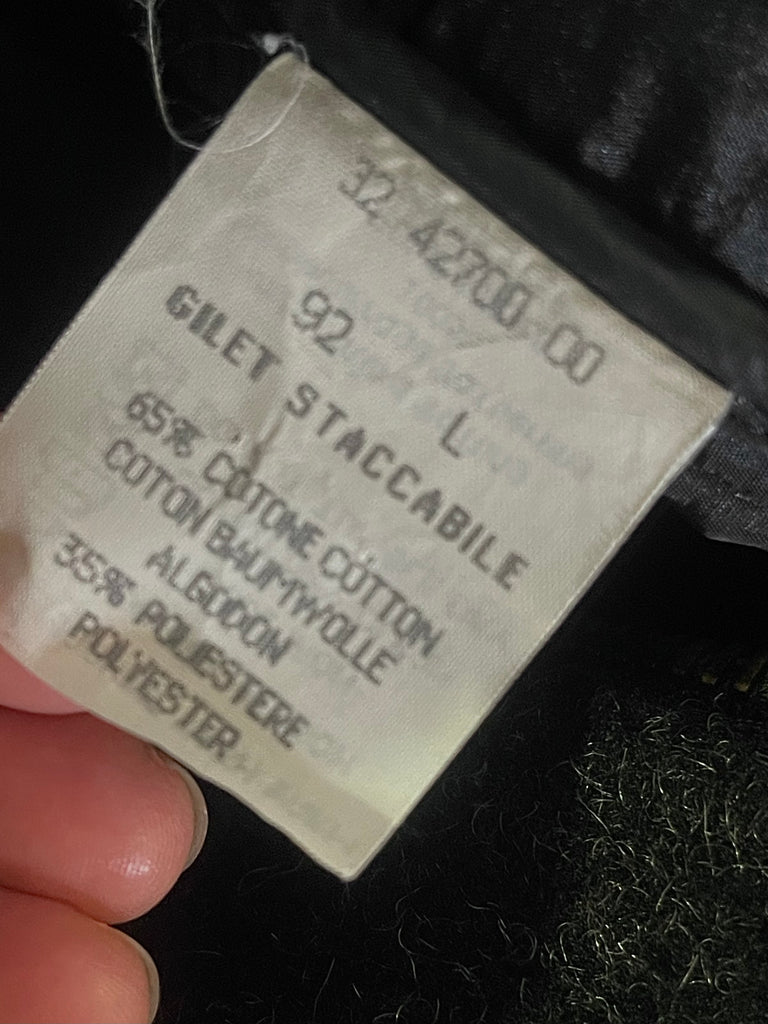 32 42700 00
92 L
GILET STACCABILE
65% COTONE COTTON
COTON BAUMWOLLE
ALGODON
35% POLIESTERE
POLYESTER